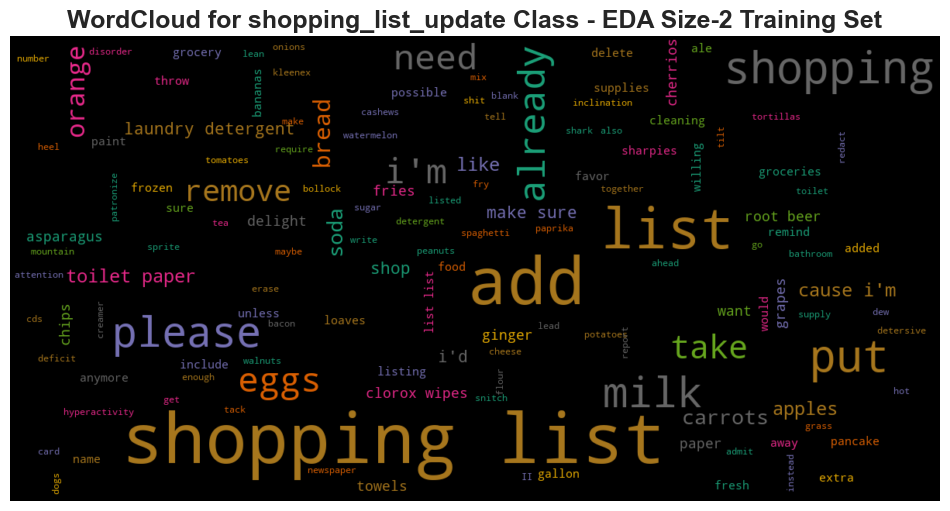 WordCloud for shopping_list_update Class - EDA Size-2 Training Set
number
disorder
grocery
lean
onions
kleenex
need
delete
ale
shopping
orange
throw
bananas
possible
mix
shit
blank
already
inclination
supplies
cherrios
heel
paint
laundry detergent
make
bread
cashews
watermelon
tell
shark
also
cleaning
tortillas
tilt
redact
tomatoes
require
i'm
like
sharpies
willing
groceries
patronize
frozen
remove
bollock
fries
listed
fry
favor
together
toilet
sure
tea
delight
sugar
soda
detergent
make sure
paprika
list
root beer
asparagus
mountain
sprite
maybe
write
peanuts
spaghetti
remind
go
bathroom
added
attention
toilet paper
shop
food
add
ahead
cause i'm
erase
list list
cds
chips
creamer
please
unless
bacon
loaves
ginger
lead
potatoes
want
would
grapes
supply
dew
detersive
deficit
include
walnuts
i'd
cheese
report
take
put
anymore
enough
eggs
listing
flour
hot
hyperactivity
get
tack
clorox wipes
snitch
milk
carrots
apples
grass
shopping list
paper
away
pancake
card
name
newspaper
II
gallon
admit
instead
extra
dogs
towels
fresh